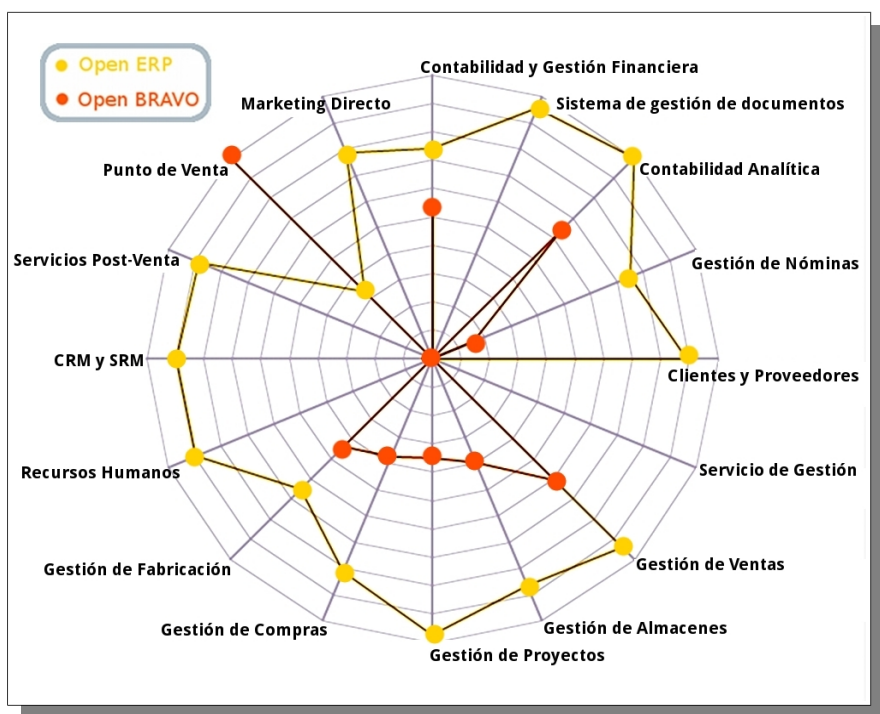 Open ERP
Open BRAVO
Contabilidad y Gestión Financiera
Marketing Directo
Sistema de gestión de documentos
Punto de Venta
Contabilidad Analítica
Servicios Post-Venta
Gestión de Nóminas
CRM y SRM
Clientes y Proveedores
Recursos Humanos
Servicio de Gestión
Gestión de Fabricación
Gestión de Ventas
Gestión de Compras
Gestión de Almacenes
Gestión de Proyectos